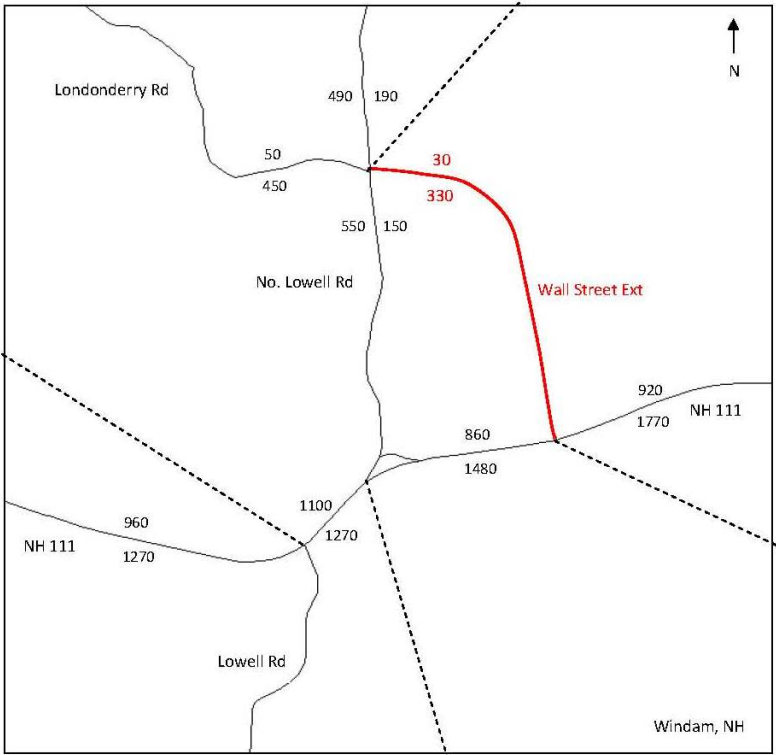 N
Londonderry Rd
490 190
50
450
30
330
550 150
No. Lowell Rd
Wall Street Ext
920
NH 111
1770
860
1480
1100
1270
960
NH 111
1270
Lowell Rd
Windam, NH